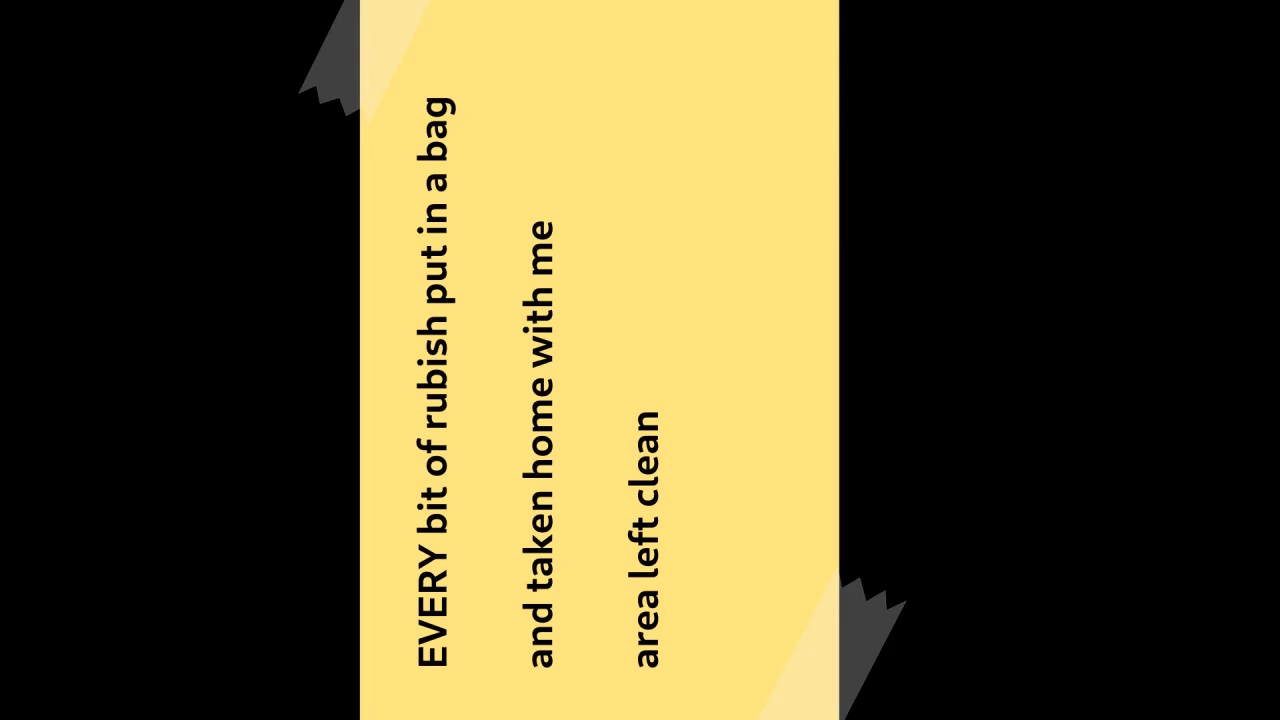 EVERY bit of rubish put in a bag
and taken home with me
area left clean